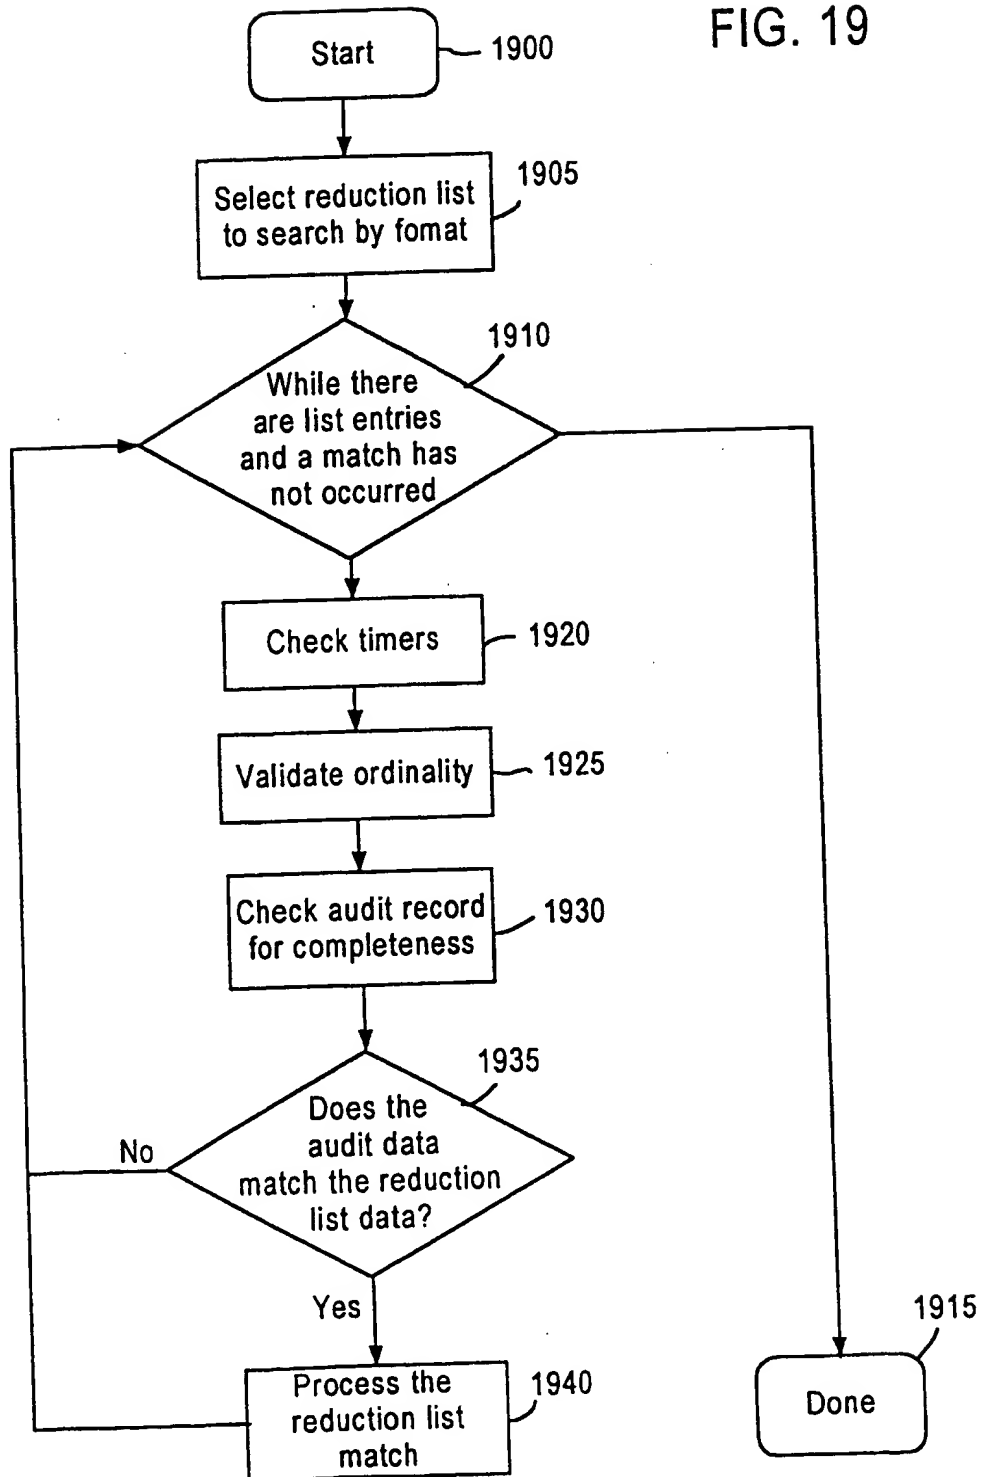 FIG. 19
Start
1900
Select reduction list
to search by fomat
1905
While there
are list entries
and a match has
not occurred
1910
Check timers
1920
Validate ordinality
1925
Check audit record
for completeness
1930
Does the
audit data
match the reduction
list data?
1935
No
Yes
Process the
reduction list
match
1940
Done
1915